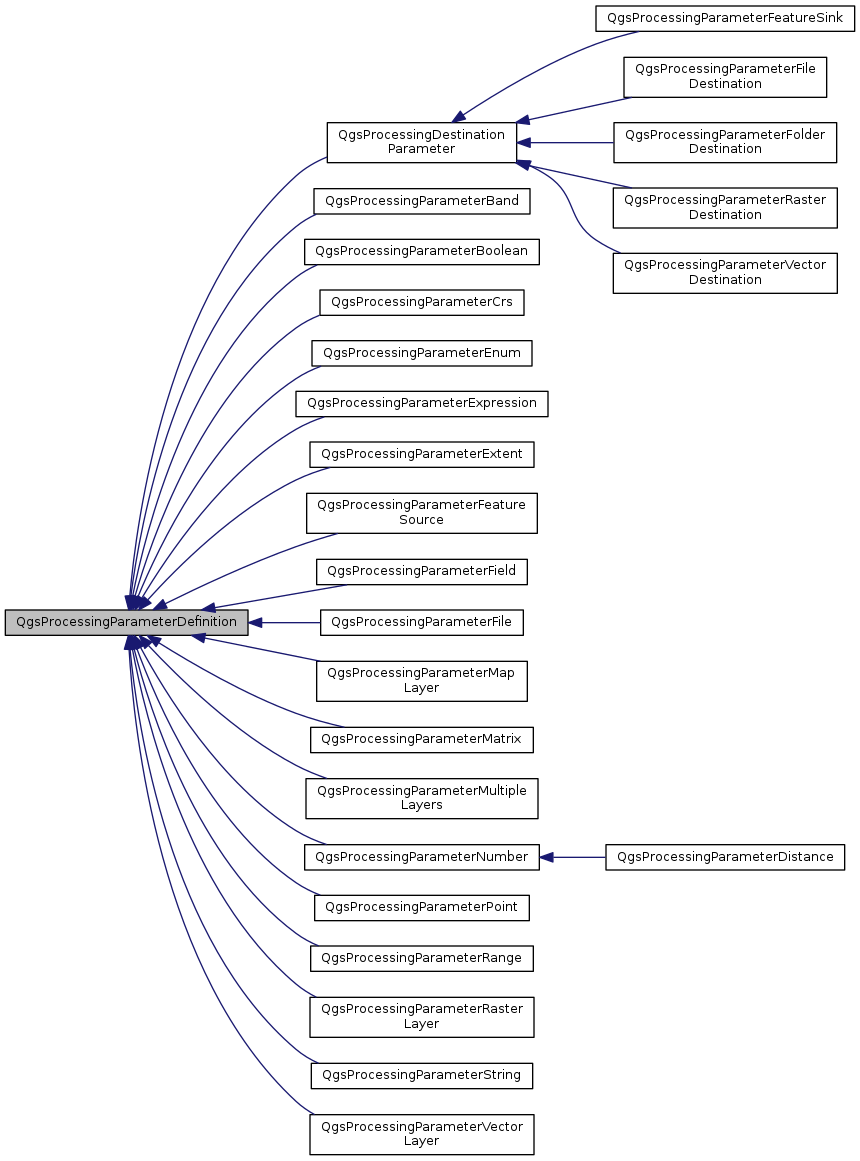 QgsProcessingParameterFeatureSink
QgsProcessingParameterFile
Destination
QgsProcessingDestination
Parameter
QgsProcessingParameterFolder
Destination
QgsProcessingParameterRaster
Destination
QgsProcessingParameterBand
QgsProcessingParameterBoolean
QgsProcessingParameterVector
Destination
QgsProcessingParameterCrs
QgsProcessingParameterEnum
QgsProcessingParameterExpression
QgsProcessingParameterExtent
QgsProcessingParameterFeature
Source
QgsProcessingParameterField
QgsProcessingParameterDefinition
QgsProcessingParameterFile
QgsProcessingParameterMap
Layer
QgsProcessingParameterMatrix
QgsProcessingParameterMultiple
Layers
QgsProcessingParameterNumber
QgsProcessingParameterDistance
QgsProcessingParameterPoint
QgsProcessingParameterRange
QgsProcessingParameterRaster
Layer
QgsProcessingParameterString
QgsProcessingParameterVector
Layer